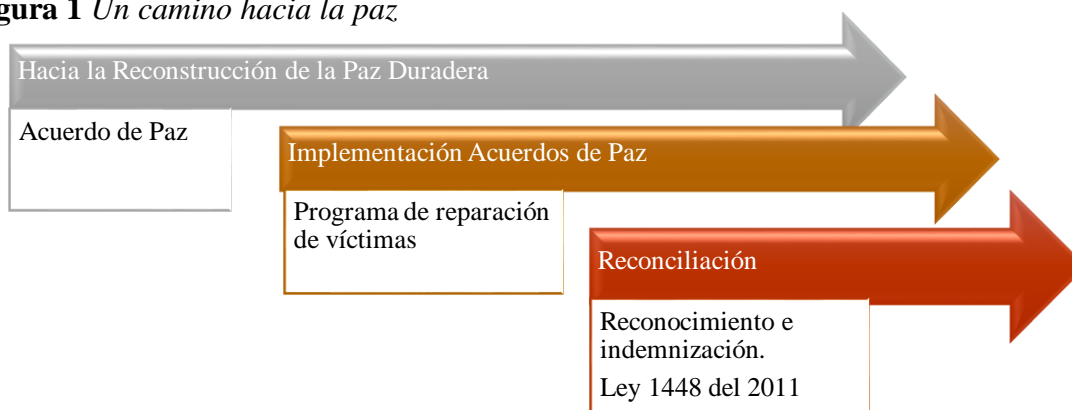 gura 1 Un camino hacia la paz
Hacia la Reconstrucción de la Paz Duradera
Acuerdo de Paz
Implementación Acuerdos de Paz
Programa de reparación
de víctimas
Reconciliación
Reconocimiento e
indemnización.
Ley 1448 del 2011